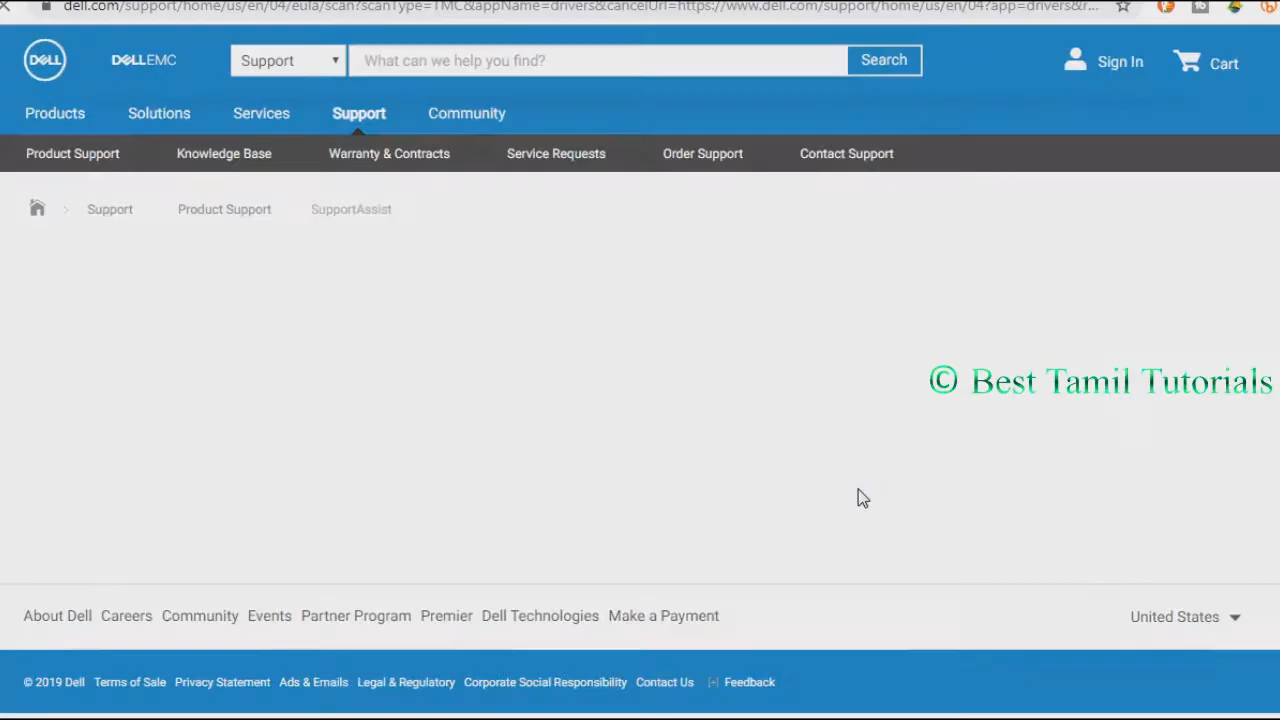 dell.com/support/home/us/en/04/eula/scan?scanType=TMC&appName=drivers&cancelUrl=https://www.dell.com/support/home/us/en/04?app=drivers&r...
DELL
DELLEMC
Support
What can we help you find?
Search
Sign In
Cart
Products
Solutions
Services
Support
Community
Product Support
Knowledge Base
Warranty & Contracts
Service Requests
Order Support
Contact Support
Support
Product Support
SupportAssist
© Best Tamil Tutorials
About Dell Careers Community Events Partner Program Premier Dell Technologies Make a Payment
United States
© 2019 Dell Terms of Sale Privacy Statement Ads & Emails Legal & Regulatory Corporate Social Responsibility Contact Us [+] Feedback